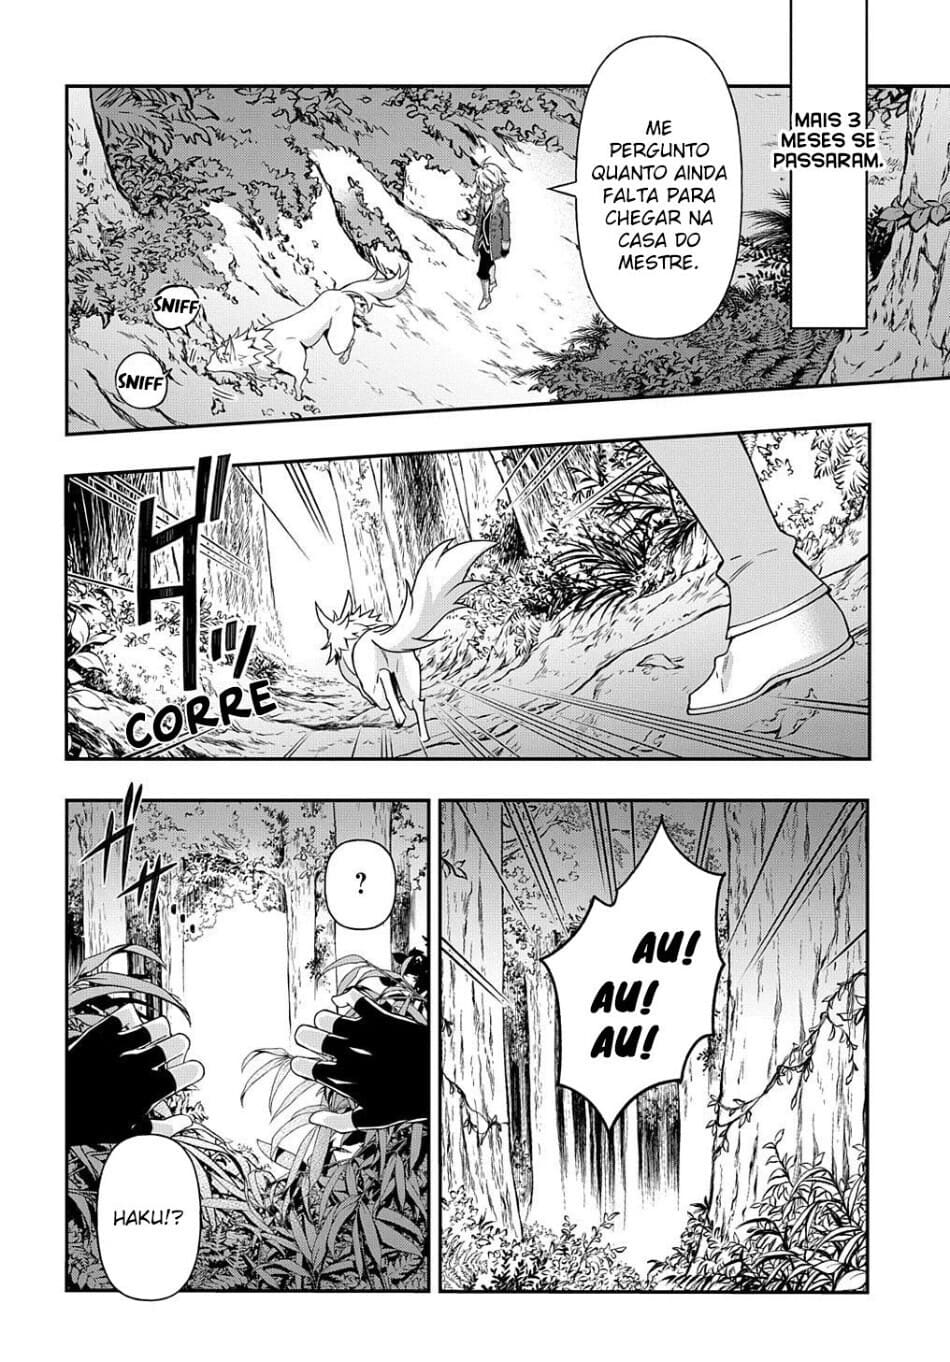 MAIS 3
MESES SE
PASSARAM.
ME
PERGUNTO
QUANTO AINDA
FALTA PARA
CHEGAR NA
CASA DO
MESTRE.
SNIFF
SNIFF
CORRE
AU!
AU!
AU!
?
HAKU!?